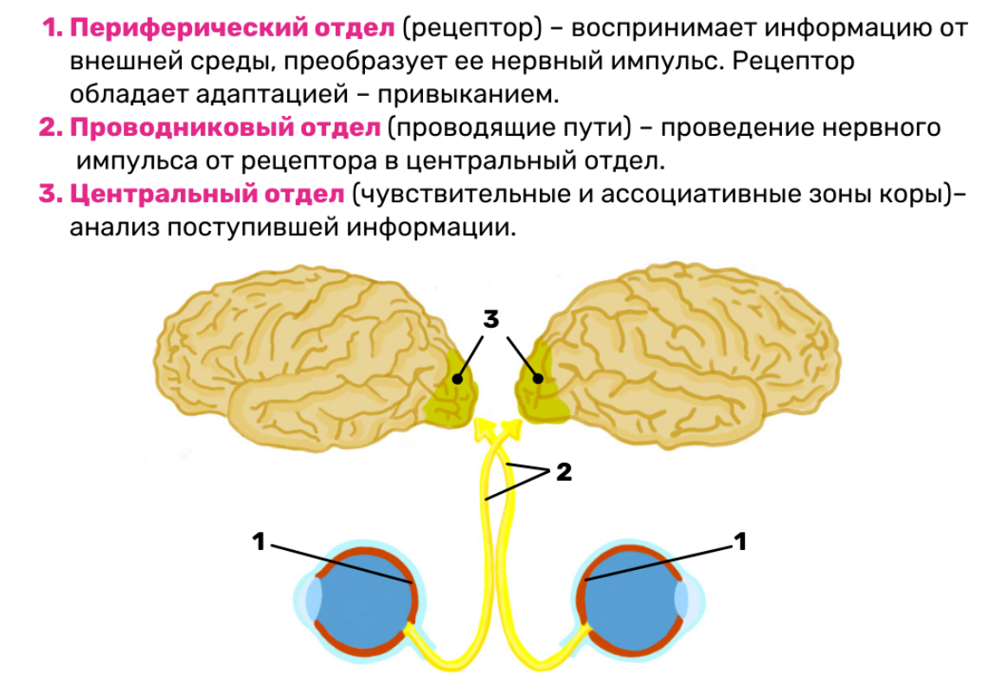 1. Периферический отдел (рецептор) – воспринимает информацию от
внешней среды, преобразует ее нервный импульс. Рецептор
обладает адаптацией – привыканием.
2. Проводниковый отдел (проводящие пути) – проведение нервного
импульса от рецептора в центральный отдел.
3. Центральный отдел (чувствительные и ассоциативные зоны коры)–
анализ поступившей информации.
3
2
1
1